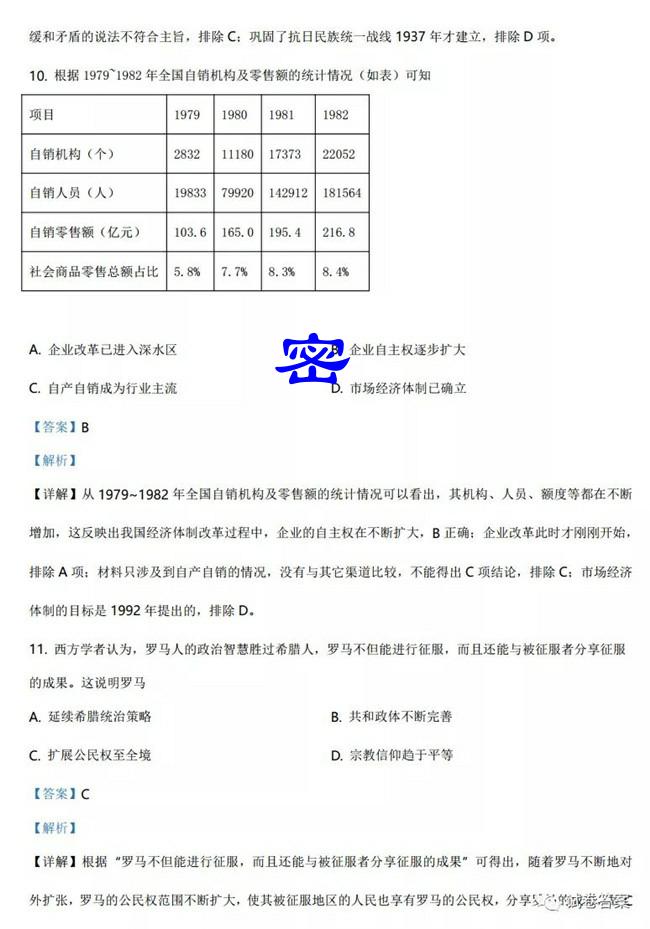 缓和矛盾的说法不符合主旨，排除 C；巩固了抗日民族统一战线 1937 年才建立，排除 D 项。
10. 根据 1979~1982 年全国自销机构及零售额的统计情况（如表）可知
项目 1979 1980 1981 1982
自销机构（个） 2832 11180 17373 22052
自销人员（人） 19833 79920 142912 181564
自销零售额（亿元） 103.6 165.0 195.4 216.8
社会商品零售总额占比 5.8% 7.7% 8.3% 8.4%
A. 企业改革已进入深水区 密 B. 企业自主权逐步扩大
C. 自产自销成为行业主流 D. 市场经济体制已确立
【答案】B
【解析】
【详解】从 1979~1982 年全国自销机构及零售额的统计情况可以看出，其机构、人员、额度等都在不断
增加，这反映出我国经济体制改革过程中，企业的自主权在不断扩大，B 正确；企业改革此时才刚刚开始，
排除 A 项；材料只涉及到自产自销的情况，没有与其它渠道比较，不能得出 C 项结论，排除 C；市场经济
体制的目标是 1992 年提出的，排除 D。
11. 西方学者认为，罗马人的政治智慧胜过希腊人，罗马不但能进行征服，而且还能与被征服者分享征服
的成果。这说明罗马
A. 延续希腊统治策略 B. 共和政体不断完善
C. 扩展公民权至全境 D. 宗教信仰趋于平等
【答案】C
【解析】
【详解】根据“罗马不但能进行征服，而且还能与被征服者分享征服的成果”可得出，随着罗马不断地对
外扩张，罗马的公民权范围不断扩大，使其被征服地区的人民也享有罗马的公民权，分享
试卷答案